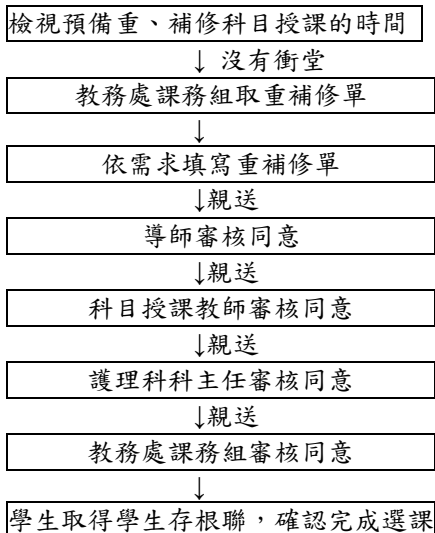 檢視預備重、補修科目授課的時間
↓ 沒有衝堂
教務處課務組取重補修單
↓
依需求填寫重補修單
↓親送
導師審核同意
↓親送
科目授課教師審核同意
↓親送
護理科科主任審核同意
↓親送
教務處課務組審核同意
↓
學生取得學生存根聯，確認完成選課